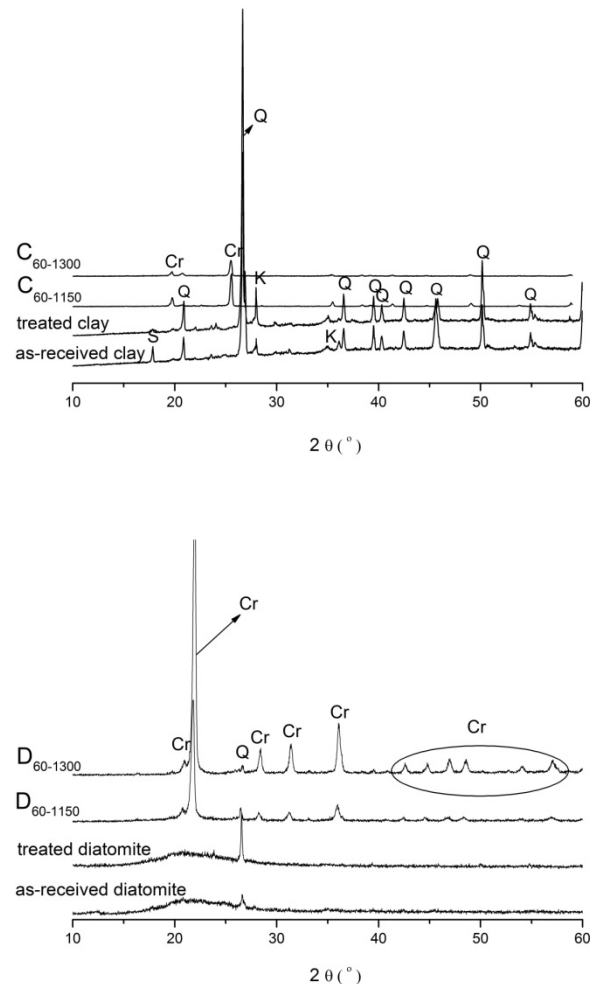 Q
C60-1300
Cr
Cr
Q
C60-1150
Q
K
Q
Q
Q
Q
Q
Q
treated clay
S
as-received clay
K
10 20 30 40 50 60
2 θ (°)
Cr
Cr
Cr
Q
Cr
Cr
Cr
D60-1300
D60-1150
treated diatomite
as-received diatomite
10 20 30 40 50 60
2 θ (°)